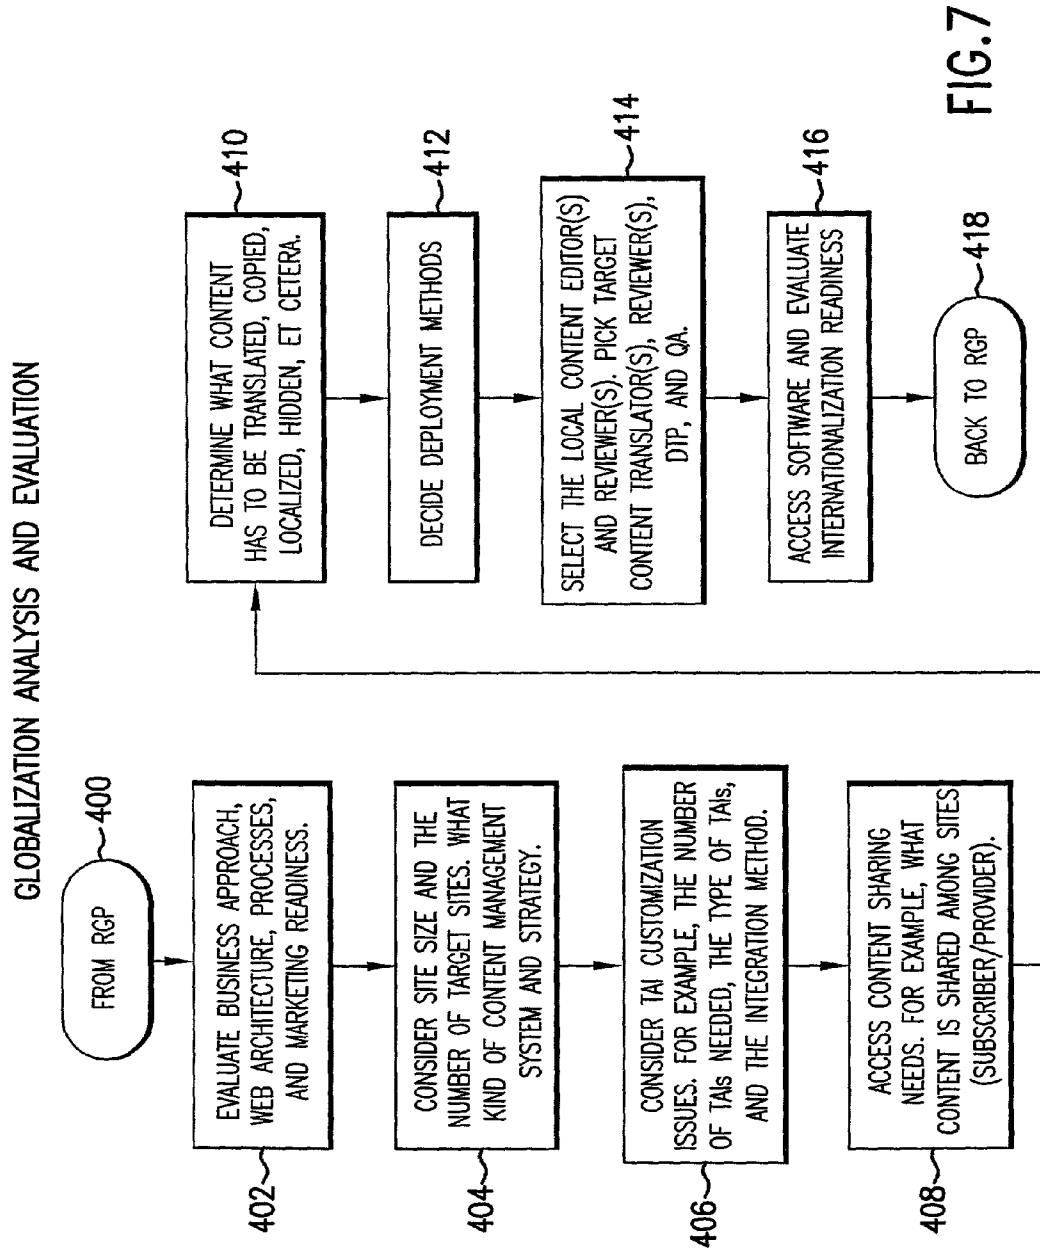 GLOBALIZATION ANALYSIS AND EVALUATION
FROM RGP
400
EVALUATE BUSINESS APPROACH,
WEB ARCHITECTURE, PROCESSES,
AND MARKETING READINESS.
402
CONSIDER SITE SIZE AND THE
NUMBER OF TARGET SITES. WHAT
KIND OF CONTENT MANAGEMENT
SYSTEM AND STRATEGY.
404
CONSIDER TAI CUSTOMIZATION
ISSUES. FOR EXAMPLE, THE NUMBER
OF TAIs NEEDED, THE TYPE OF TAIs,
AND THE INTEGRATION METHOD.
406
ACCESS CONTENT SHARING
NEEDS. FOR EXAMPLE, WHAT
CONTENT IS SHARED AMONG SITES
(SUBSCRIBER/PROVIDER).
408
DETERMINE WHAT CONTENT
HAS TO BE TRANSLATED, COPIED,
LOCALIZED, HIDDEN, ET CETERA.
410
DECIDE DEPLOYMENT METHODS
412
SELECT THE LOCAL CONTENT EDITOR(S)
AND REVIEWER(S). PICK TARGET
CONTENT TRANSLATOR(S), REVIEWER(S),
DTP, AND QA.
414
ACCESS SOFTWARE AND EVALUATE
INTERNATIONALIZATION READINESS
416
BACK TO RGP
418
FIG.7